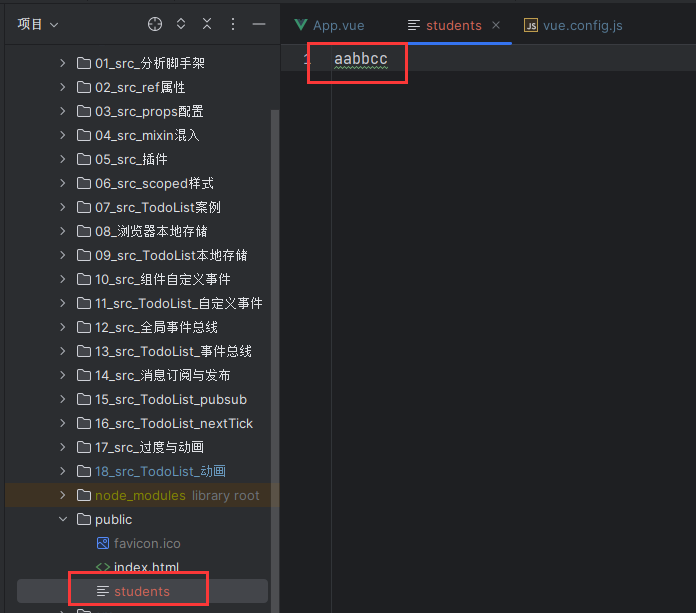 项目
App.vue
students
vue.config.js
1 aabbcc
01_src_分析脚手架
02_src_ref属性
03_src_props配置
04_src_mixin混入
05_src_插件
06_src_scoped样式
07_src_TodoList案例
08_浏览器本地存储
09_src_TodoList本地存储
10_src_组件自定义事件
11_src_TodoList_自定义事件
12_src_全局事件总线
13_src_TodoList_事件总线
14_src_消息订阅与发布
15_src_TodoList_pubsub
16_src_TodoList_nextTick
17_src_过度与动画
18_src_TodoList_动画
node_modules library root
public
favicon.ico
index.html
students